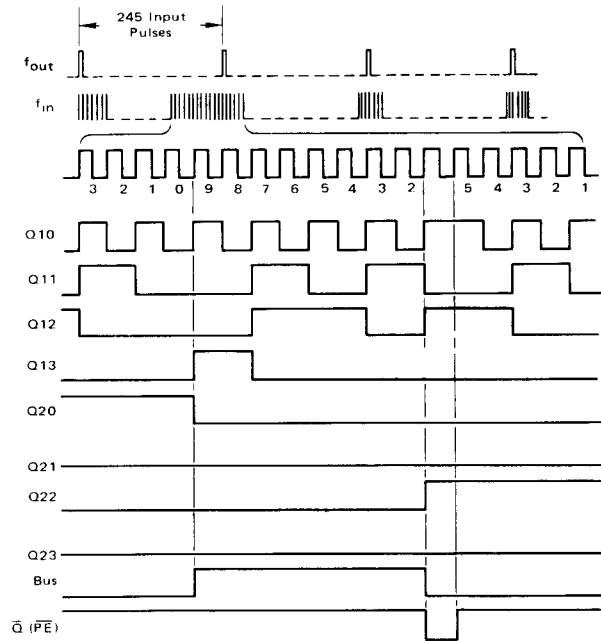 245 Input
Pulses
fout
fin
3 2 1 0 9 8 7 6 5 4 3 2 5 4 3 2 1
Q10
Q11
Q12
Q13
Q20
Q21
Q22
Q23
Bus
Q̅ (P̅E̅)